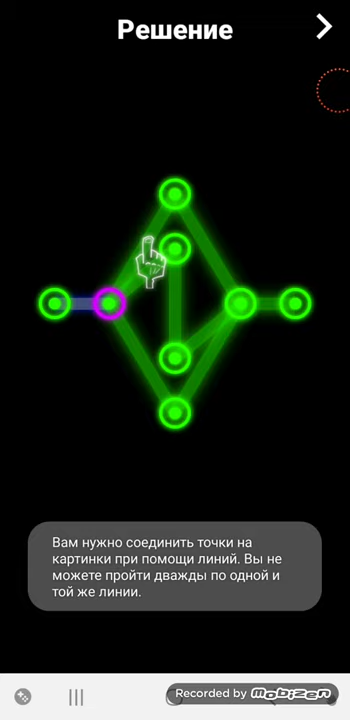 Решение
Вам нужно соединить точки на
картинки при помощи линий. Вы не
можете пройти дважды по одной и
той же линии.
Recorded by mobizen